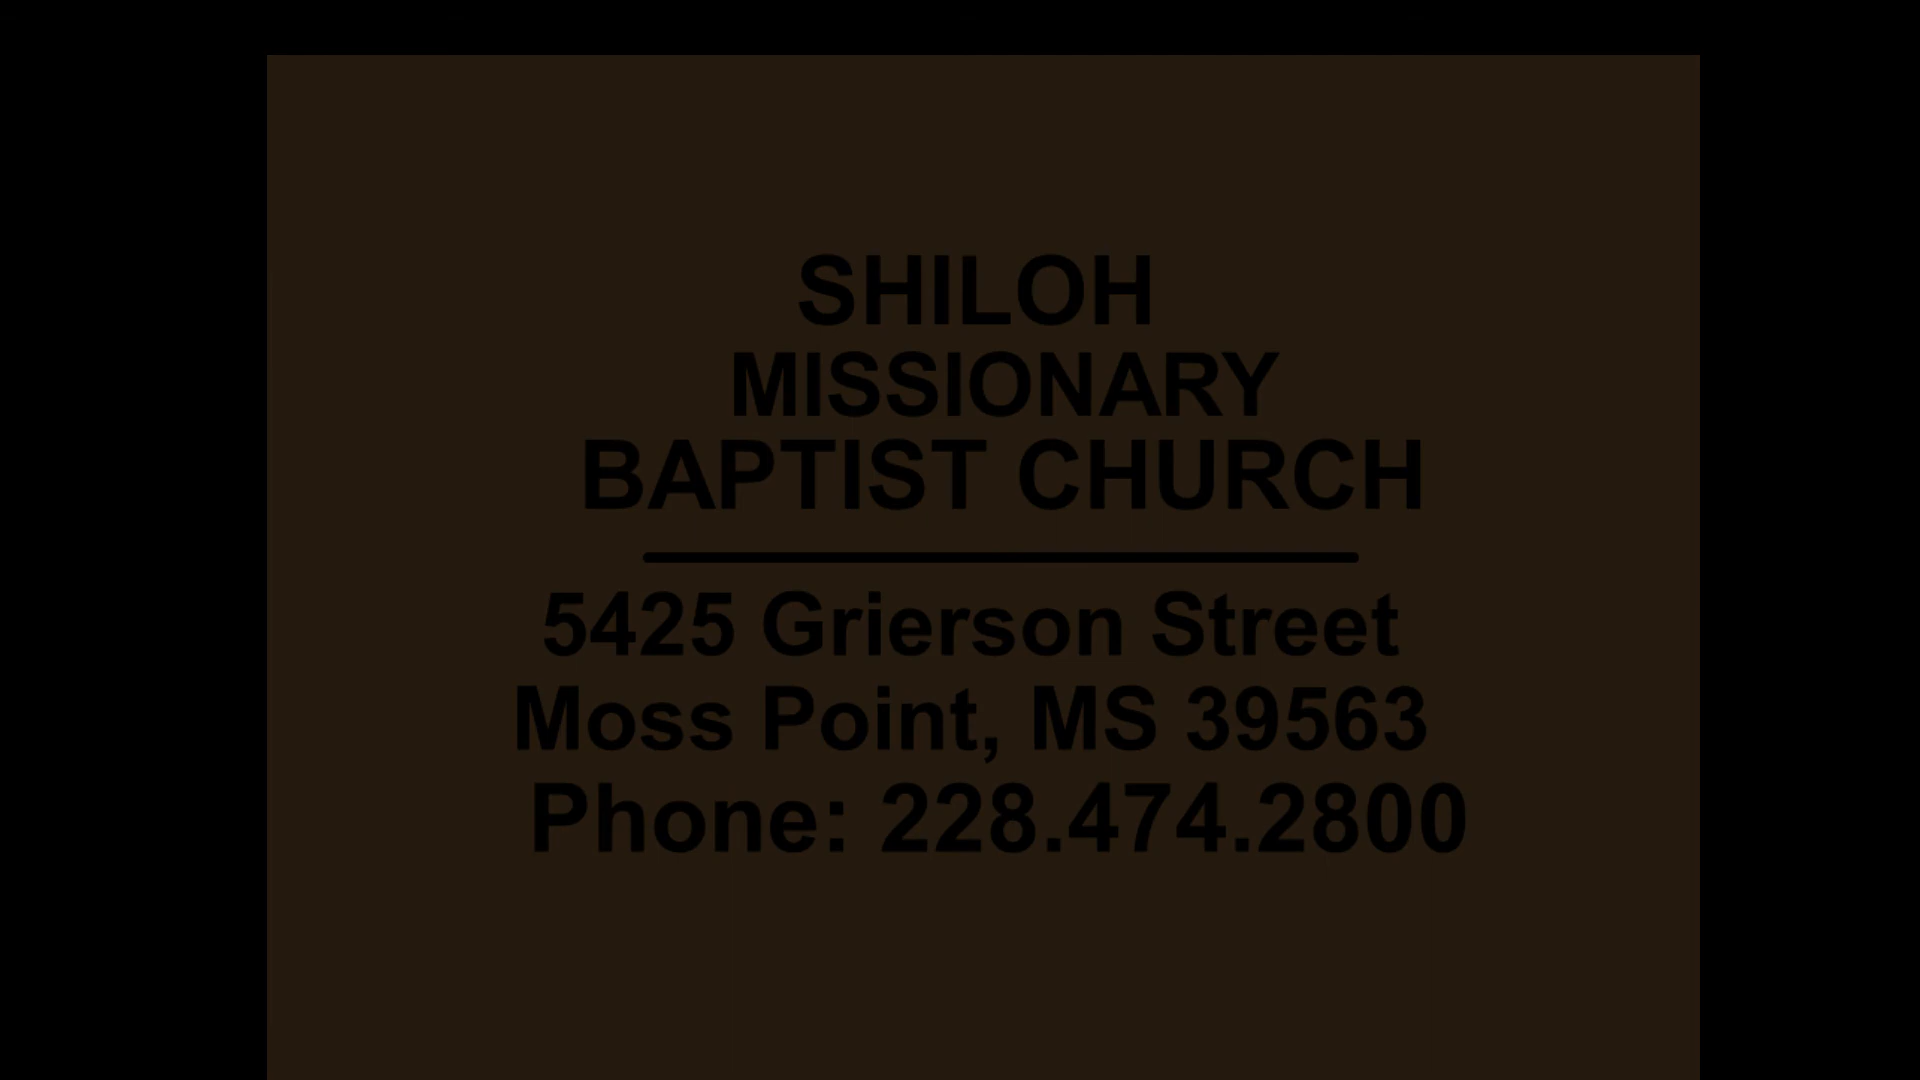 SHILOH
MISSIONARY
BAPTIST CHURCH
5425 Grierson Street
Moss Point, MS 39563
Phone: 228.474.2800